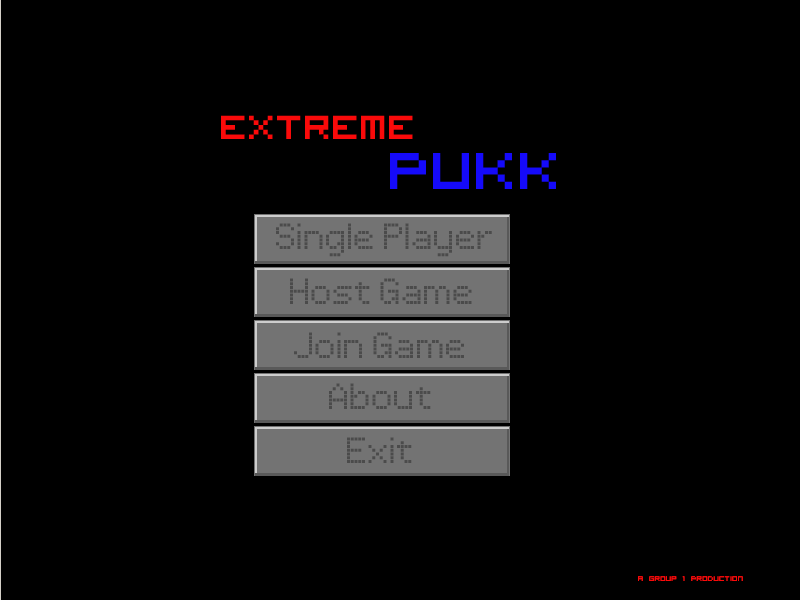 EXTREME
PUKK
Single Player
Host Game
Join Game
About
Exit
A GROUP 1 PRODUCTION